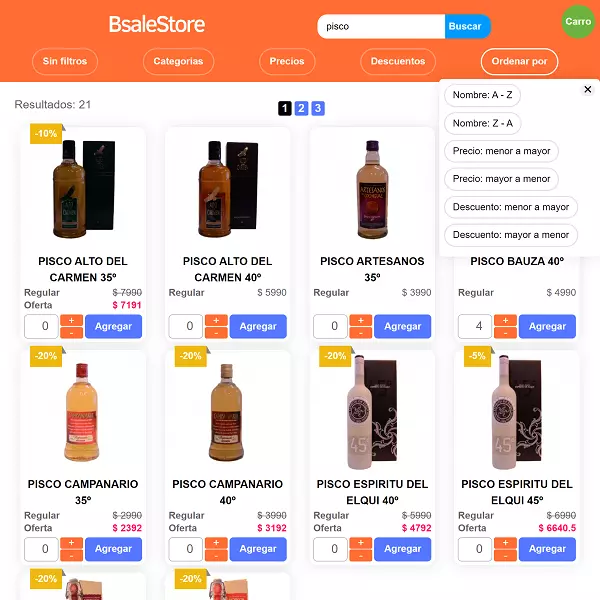 BsaleStore
pisco
Buscar
Carro
Sin filtros
Categorias
Precios
Descuentos
Ordenar por
Nombre: A - Z
Nombre: Z - A
Precio: menor a mayor
Precio: mayor a menor
Descuento: menor a mayor
Descuento: mayor a menor
Resultados: 21
1 2 3
-10%
PISCO ALTO DEL
CARMEN 35º
Regular $ 7990
Oferta $ 7191
0 + - Agregar
PISCO ALTO DEL
CARMEN 40º
Regular $ 5990
0 + - Agregar
PISCO ARTESANOS
35º
Regular $ 3990
0 + - Agregar
PISCO BAUZA 40º
Regular $ 4990
4 + - Agregar
-20%
PISCO CAMPANARIO
35º
Regular $ 2990
Oferta $ 2392
0 + - Agregar
-20%
PISCO CAMPANARIO
40º
Regular $ 3990
Oferta $ 3192
0 + - Agregar
-20%
45
PISCO ESPIRITU DEL
ELQUI 40º
Regular $ 5990
Oferta $ 4792
0 + - Agregar
-5%
45
PISCO ESPIRITU DEL
ELQUI 45º
Regular $ 6990
Oferta $ 6640.5
0 + - Agregar
-20%
-20%